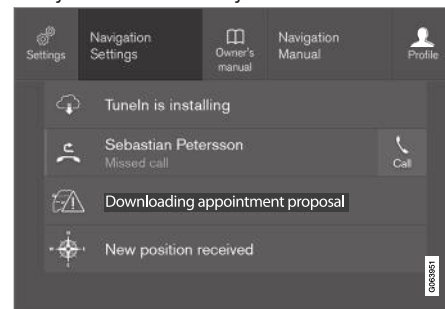 Settings
Navigation
Settings
Owner's
manual
Navigation
Manual
Profile
TuneIn is installing
Sebastian Petersson
Missed call
Call
Downloading appointment proposal
New position received
G063951